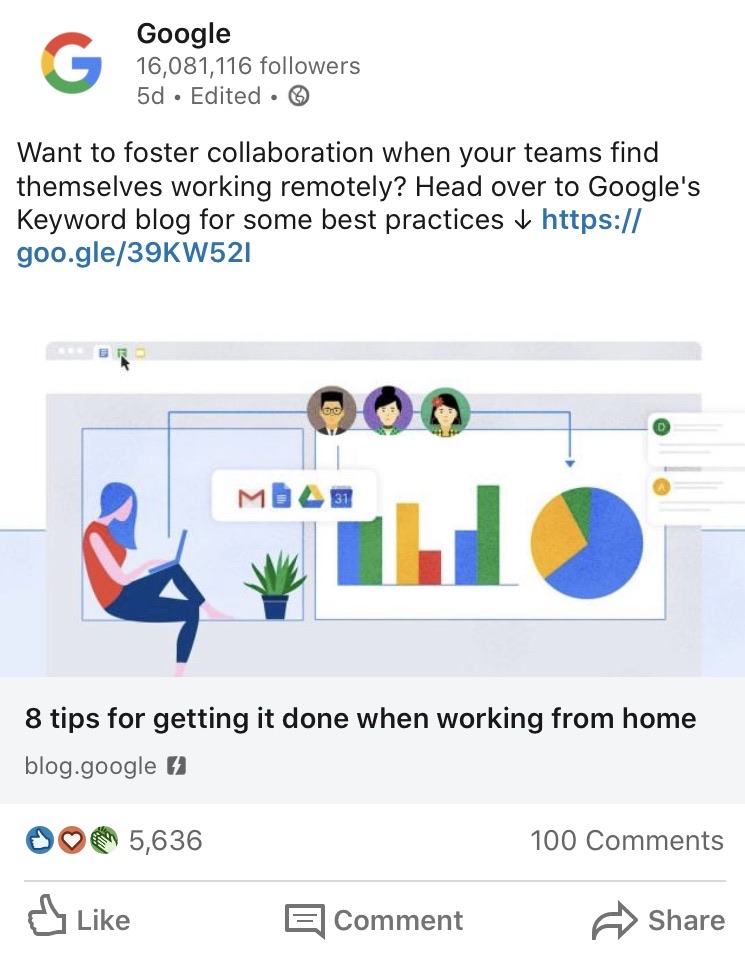 Google
16,081,116 followers
5d • Edited •
Want to foster collaboration when your teams find
themselves working remotely? Head over to Google's
Keyword blog for some best practices ↓ https://
goo.gle/39KW52I
D
A
31
8 tips for getting it done when working from home
blog.google
5,636
100 Comments
Like
Comment
Share